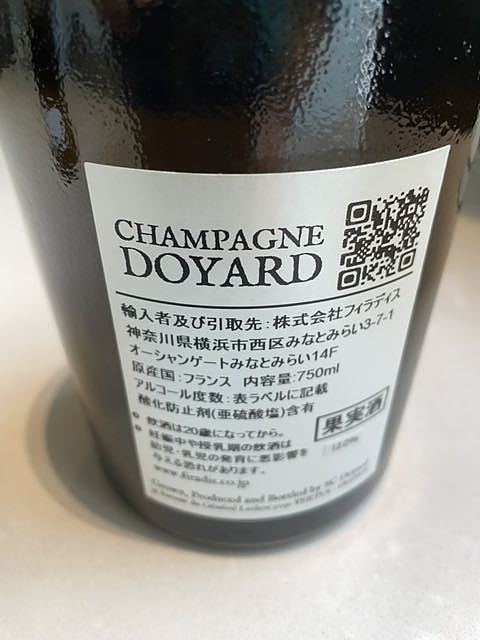 CHAMPAGNE
DOYARD
輸入者及び引取先：株式会社フィラディス
神奈川県横浜市西区みなとみらい3-7-1
オーシャンゲートみなとみらい14F
原産国：フランス 内容量：750ml
アルコール度数：表ラベルに記載
酸化防止剤(亜硫酸塩)含有
果実酒
● 飲酒は20歳になってから。
12.0%
● 妊娠中や授乳期の飲酒は
胎児・乳児の発育に悪影響を
与える恐れがあります。
www.firadis.co.jp
Grown, Produced and Bottled by SC Doyard